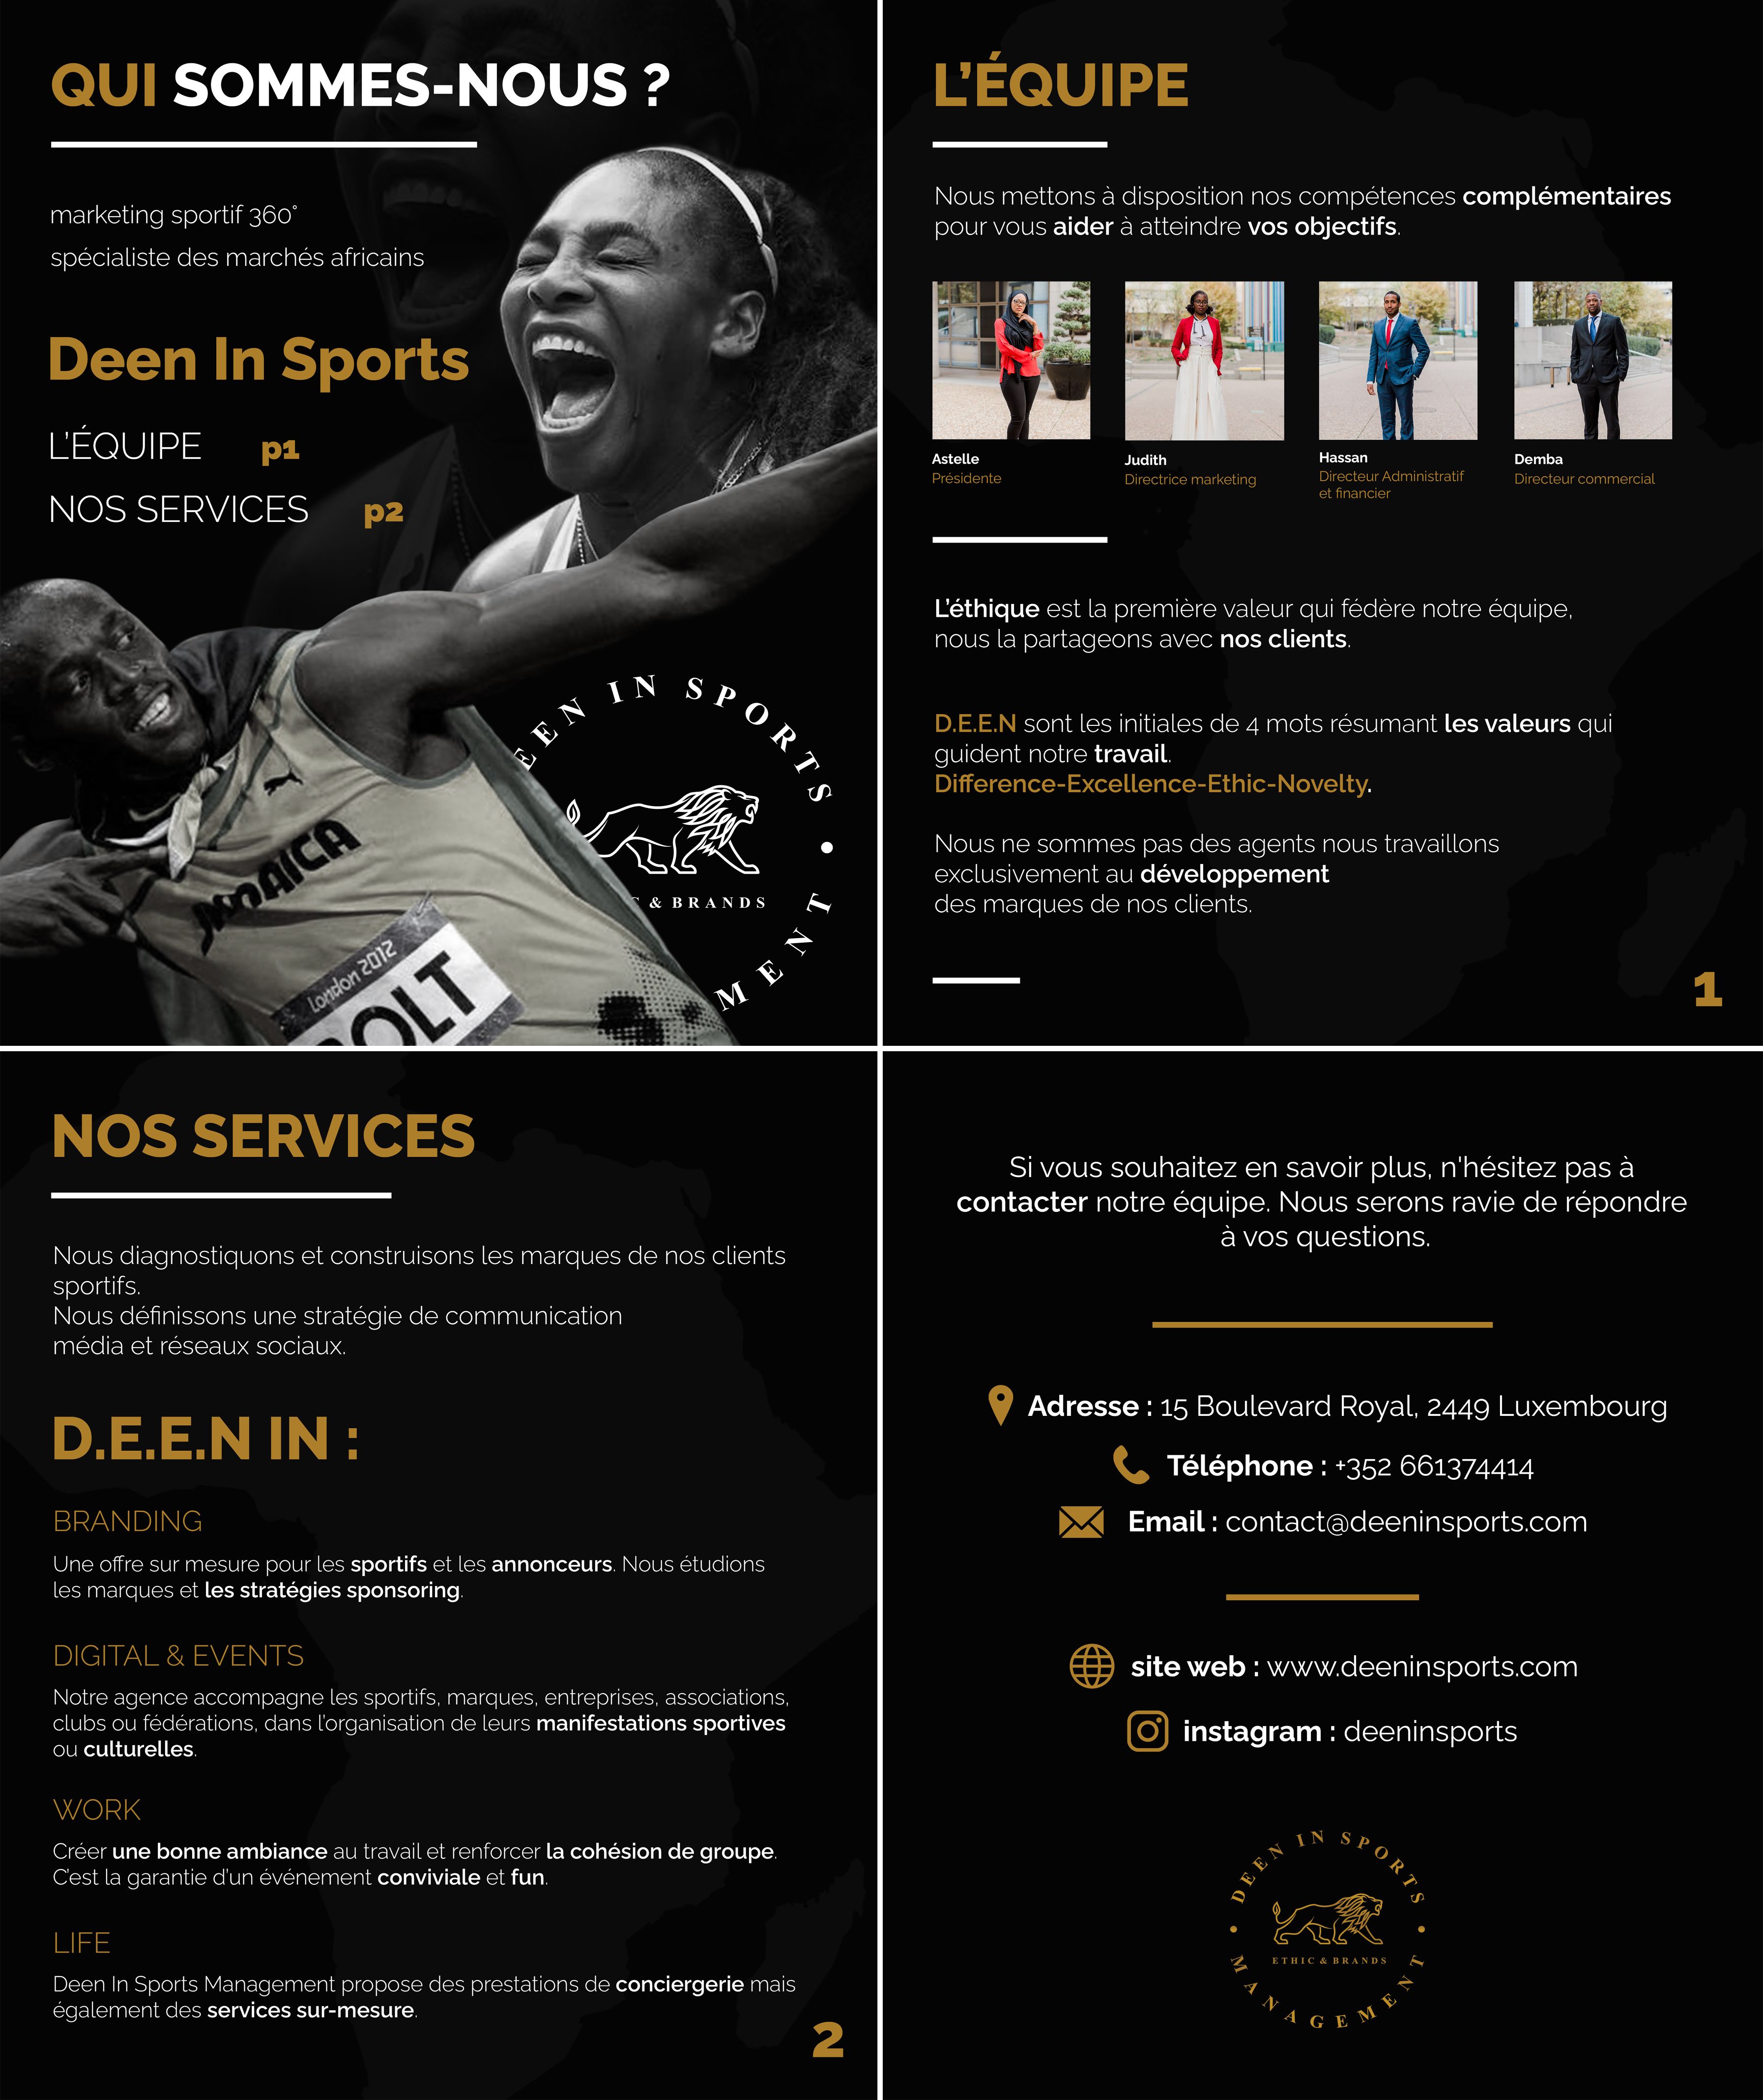 QUI SOMMES-NOUS ?
marketing sportif 360°
spécialiste des marchés africains
Deen In Sports
L'ÉQUIPE p1
NOS SERVICES p2
EEN IN SPORTS • MENT
& BRANDS
JAMAICA
London 2012
OLT
L'ÉQUIPE
Nous mettons à disposition nos compétences complémentaires
pour vous aider à atteindre vos objectifs.
Astelle
Présidente
Judith
Directrice marketing
Hassan
Directeur Administratif
et financier
Demba
Directeur commercial
L'éthique est la première valeur qui fédère notre équipe,
nous la partageons avec nos clients.
D.E.E.N sont les initiales de 4 mots résumant les valeurs qui
guident notre travail.
Difference-Excellence-Ethic-Novelty.
Nous ne sommes pas des agents nous travaillons
exclusivement au développement
des marques de nos clients.
1
NOS SERVICES
Nous diagnostiquons et construisons les marques de nos clients
sportifs.
Nous définissons une stratégie de communication
média et réseaux sociaux.
D.E.E.N IN :
BRANDING
Une offre sur mesure pour les sportifs et les annonceurs. Nous étudions
les marques et les stratégies sponsoring.
DIGITAL & EVENTS
Notre agence accompagne les sportifs, marques, entreprises, associations,
clubs ou fédérations, dans l'organisation de leurs manifestations sportives
ou culturelles.
WORK
Créer une bonne ambiance au travail et renforcer la cohésion de groupe.
C'est la garantie d'un événement conviviale et fun.
LIFE
Deen In Sports Management propose des prestations de conciergerie mais
également des services sur-mesure.
2
Si vous souhaitez en savoir plus, n'hésitez pas à
contacter notre équipe. Nous serons ravie de répondre
à vos questions.
Adresse : 15 Boulevard Royal, 2449 Luxembourg
Téléphone : +352 661374414
Email : contact@deeninsports.com
site web : www.deeninsports.com
instagram : deeninsports
DEEN IN SPORTS
ETHIC & BRANDS
MANAGEMENT